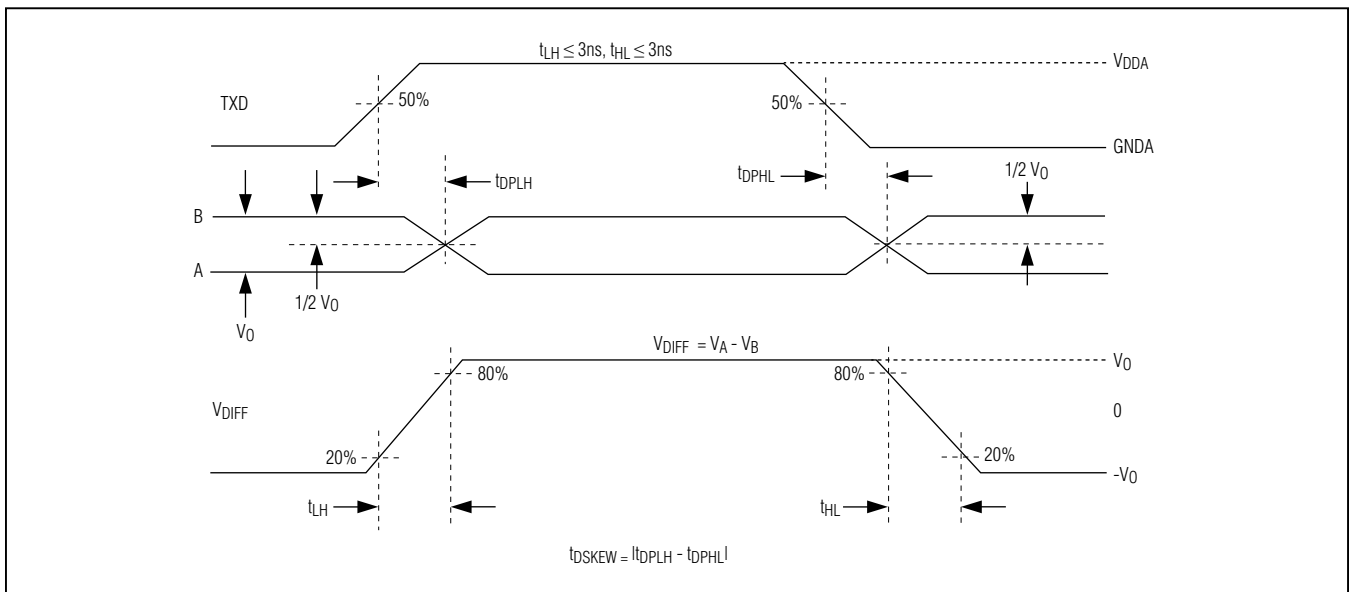 tLH ≤ 3ns, tHL ≤ 3ns
VDDA
TXD
50%
50%
GNDA
tDPLH
tDPHL
1/2 VO
B
A
1/2 VO
VO
VDIFF = VA - VB
VO
80%
80%
VDIFF
0
20%
20%
-VO
tLH
tHL
tDSKEW = |tDPLH - tDPHL|